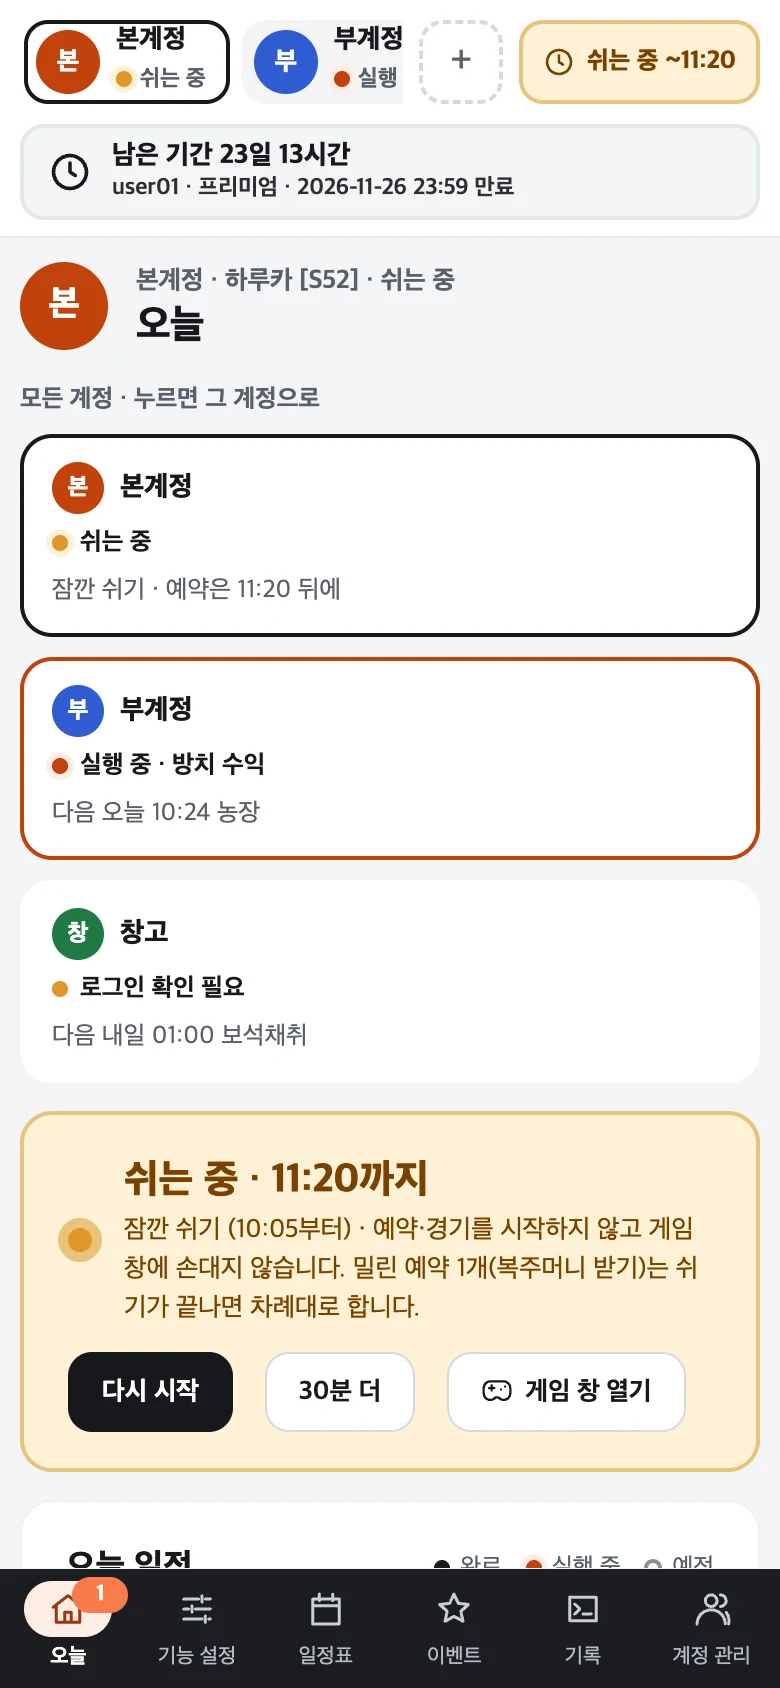 본
본계정
쉬는 중
부
부계정
실행
+
쉬는 중 ~11:20
남은 기간 23일 13시간
user01 · 프리미엄 · 2026-11-26 23:59 만료
본
본계정 · 하루카 [S52] · 쉬는 중
오늘
모든 계정 · 누르면 그 계정으로
본
본계정
쉬는 중
잠깐 쉬기 · 예약은 11:20 뒤에
부
부계정
실행 중 · 방치 수익
다음 오늘 10:24 농장
창
창고
로그인 확인 필요
다음 내일 01:00 보석채취
쉬는 중 · 11:20까지
잠깐 쉬기 (10:05부터) · 예약·경기를 시작하지 않고 게임
창에 손대지 않습니다. 밀린 예약 1개(복주머니 받기)는 쉬
기가 끝나면 차례대로 합니다.
다시 시작
30분 더
게임 창 열기
오늘 일정
완료
실행 중
예정
1
오늘
기능 설정
일정표
이벤트
기록
계정 관리